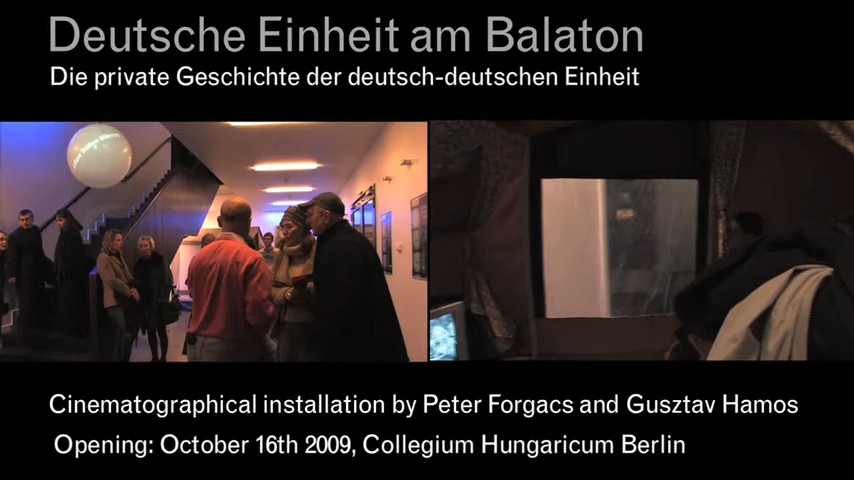 Deutsche Einheit am Balaton
Die private Geschichte der deutsch-deutschen Einheit
Cinematographical installation by Peter Forgacs and Gusztav Hamos
Opening: October 16th 2009, Collegium Hungaricum Berlin